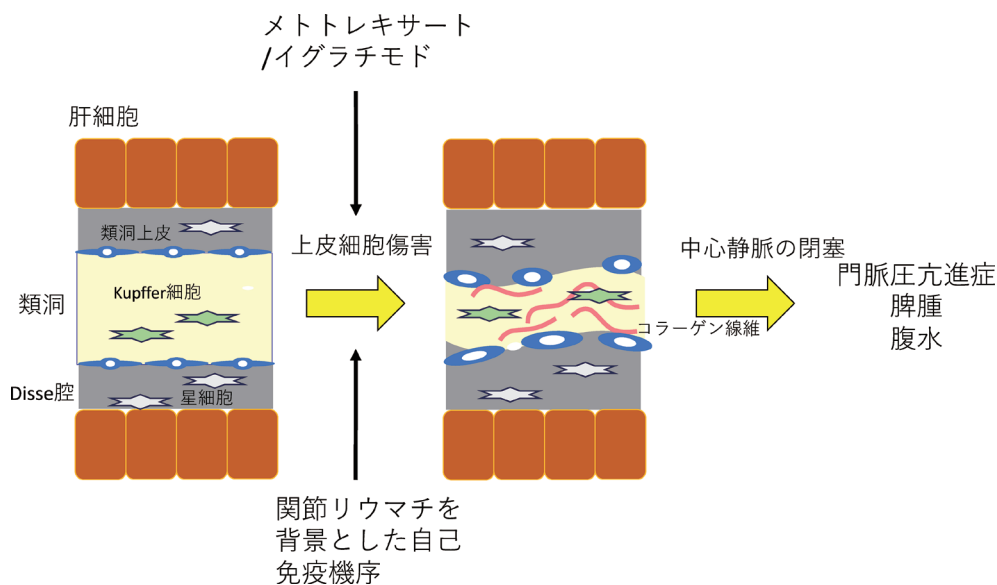 メトトレキサート
/イグラチモド
肝細胞
類洞上皮
類洞
Kupffer細胞
Disse腔
星細胞
上皮細胞傷害
関節リウマチを
背景とした自己
免疫機序
コラーゲン線維
中心静脈の閉塞
門脈圧亢進症
脾腫
腹水